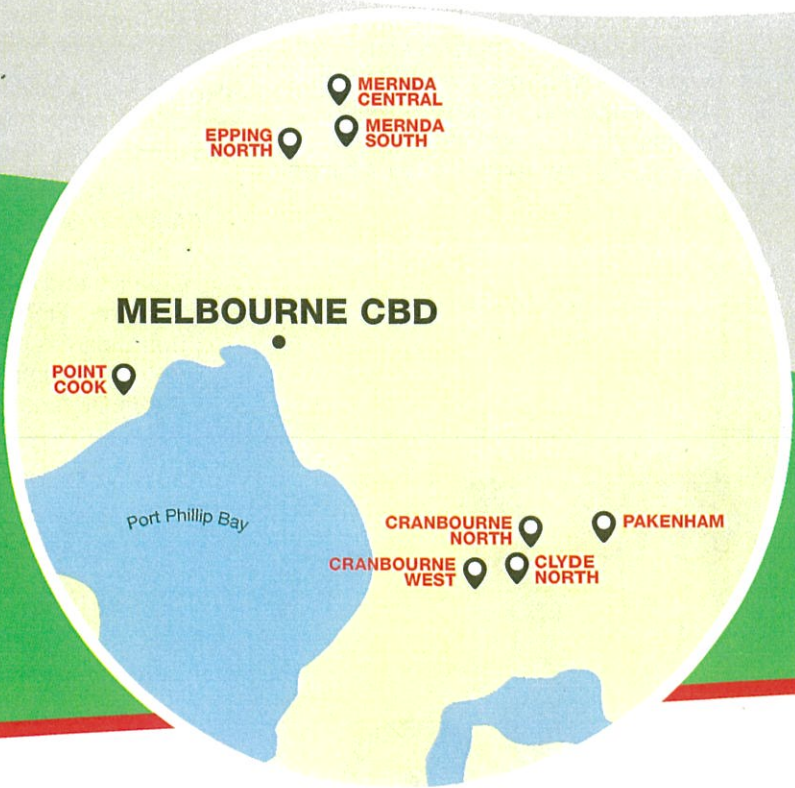 MERNDA
CENTRAL
MERNDA
SOUTH
EPPING
NORTH
MELBOURNE CBD
POINT
COOK
Port Phillip Bay
CRANBOURNE
NORTH
PAKENHAM
CRANBOURNE
WEST
CLYDE
NORTH